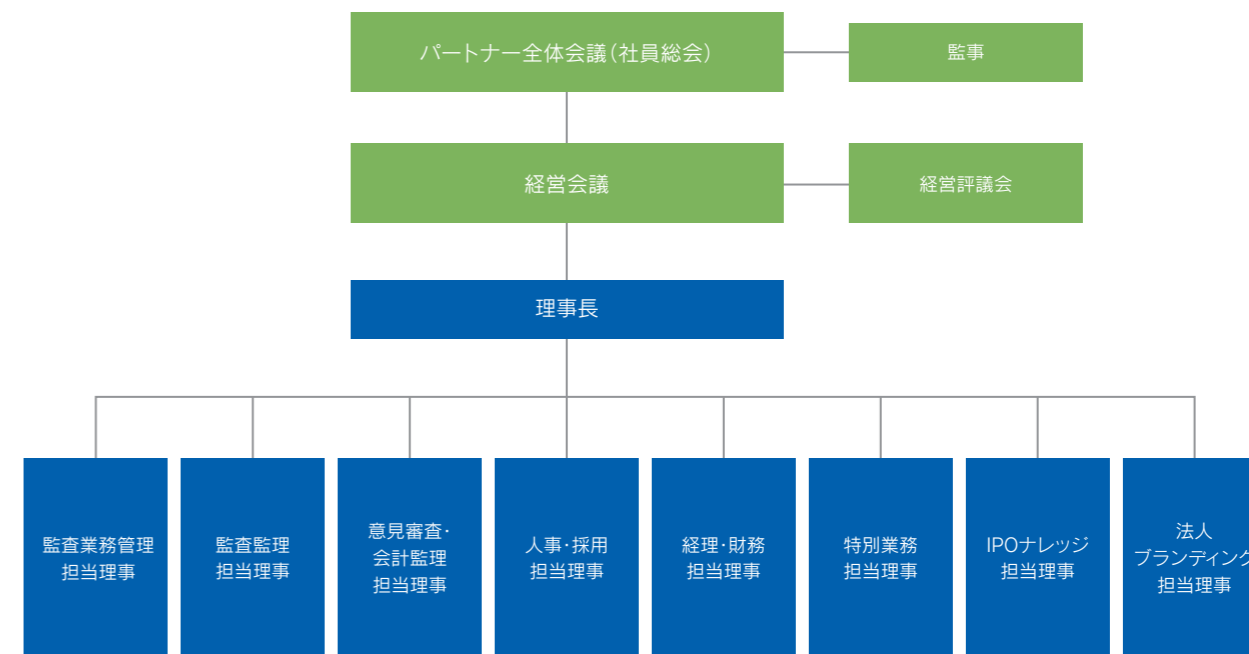 パートナー全体会議（社員総会）
監事
経営会議
経営評議会
理事長
監査業務管理
担当理事
監査監理
担当理事
意見審査・
会計監理
担当理事
人事・採用
担当理事
経理・財務
担当理事
特別業務
担当理事
IPOナレッジ
担当理事
法人
ブランディング
担当理事